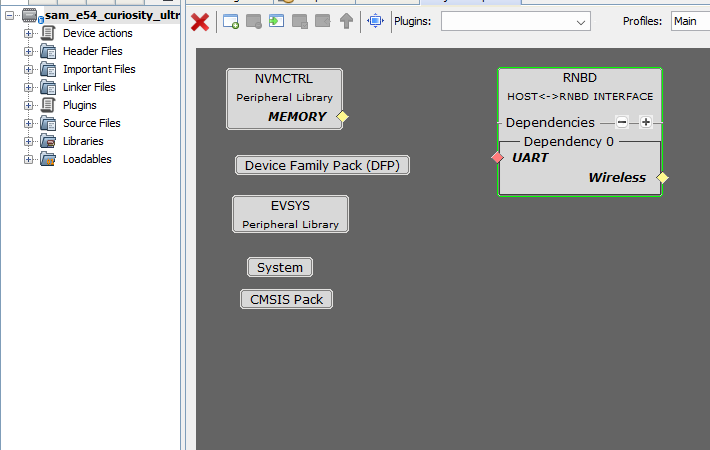 sam_e54_curiosity_ultr
Device actions
Header Files
Important Files
Linker Files
Plugins
Source Files
Libraries
Loadables
Plugins:
Profiles:
Main
NVMCTRL
Peripheral Library
MEMORY
Device Family Pack (DFP)
EVSYS
Peripheral Library
System
CMSIS Pack
RNBD
HOST<->RNBD INTERFACE
Dependencies
Dependency 0
UART
Wireless